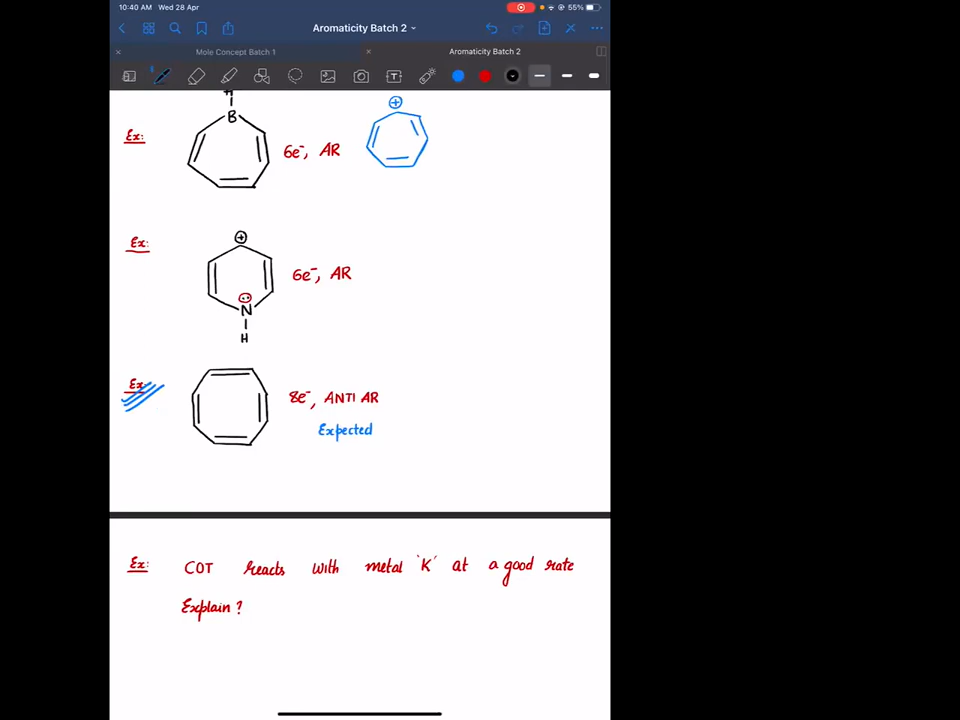 10:40 AM Wed 28 Apr
55%
Aromaticity Batch 2
Mole Concept Batch 1
Aromaticity Batch 2
H
B
Ex:
6e⁻, AR
⊕
Ex:
⊕
6e⁻, AR
N
H
Ex:
8e⁻, ANTI AR
Expected
Ex: COT reacts with metal 'K' at a good rate
Explain ?